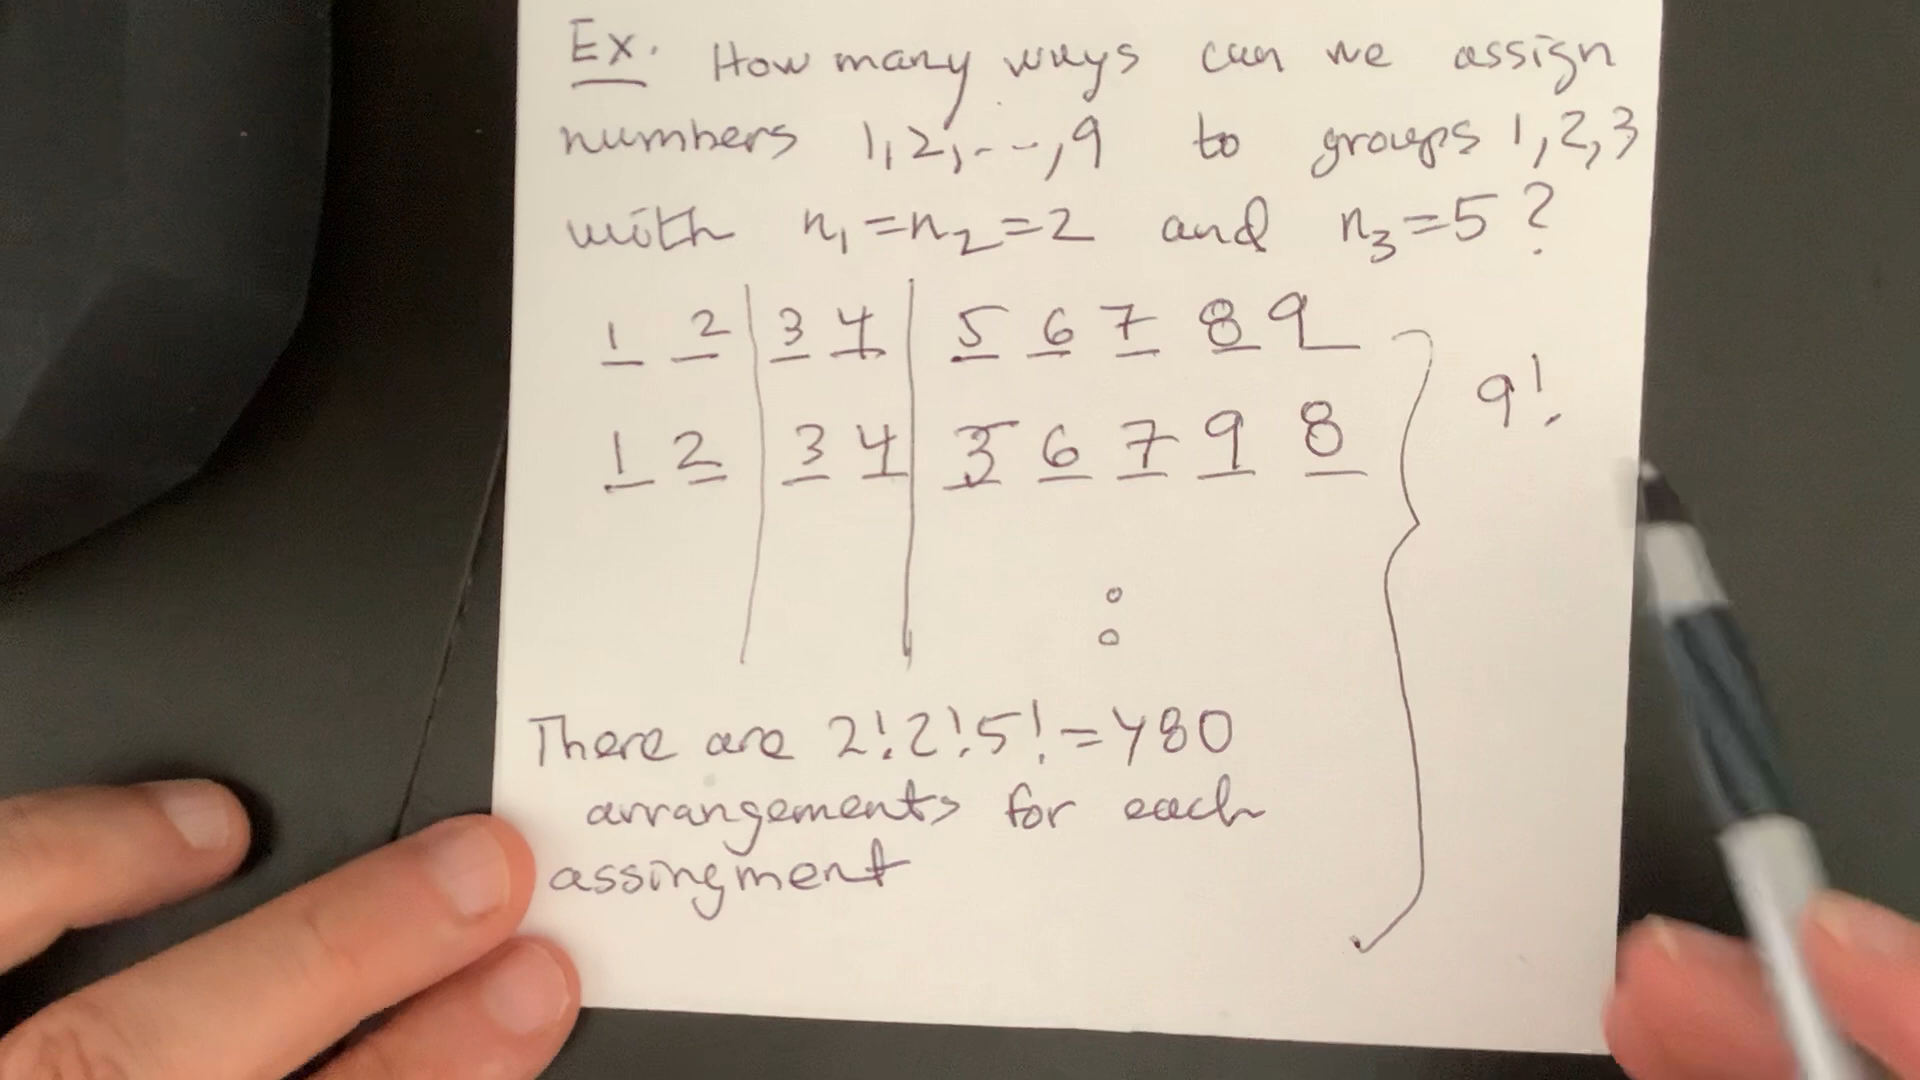 Ex. How many ways can we assign
numbers 1,2,---,9 to groups 1,2,3
with n₁=n₂=2 and n₃=5?
1 2 | 3 4 | 5 6 7 8 9
9!
1 2 | 3 4 | 5 6 7 9 8
There are 2!2!5!=480
arrangements for each
assingment